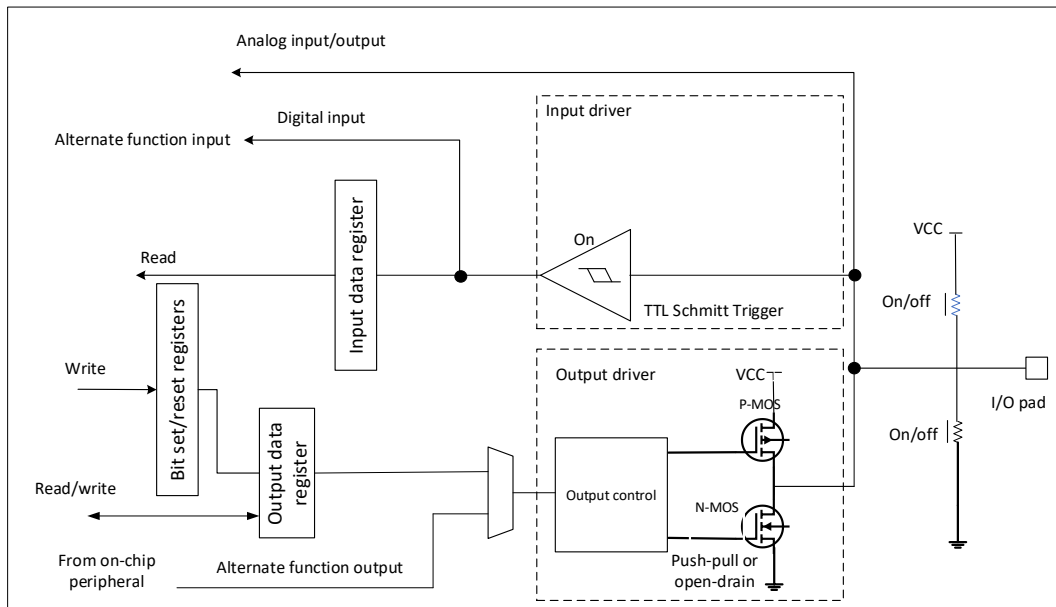 Analog input/output
Input driver
Digital input
Alternate function input
On
VCC
Read
Input data register
On/off
TTL Schmitt Trigger
Bit set/reset registers
Write
Output driver
VCC
P-MOS
I/O pad
On/off
Output data
register
Read/write
Output control
N-MOS
From on-chip
peripheral
Alternate function output
Push-pull or
open-drain